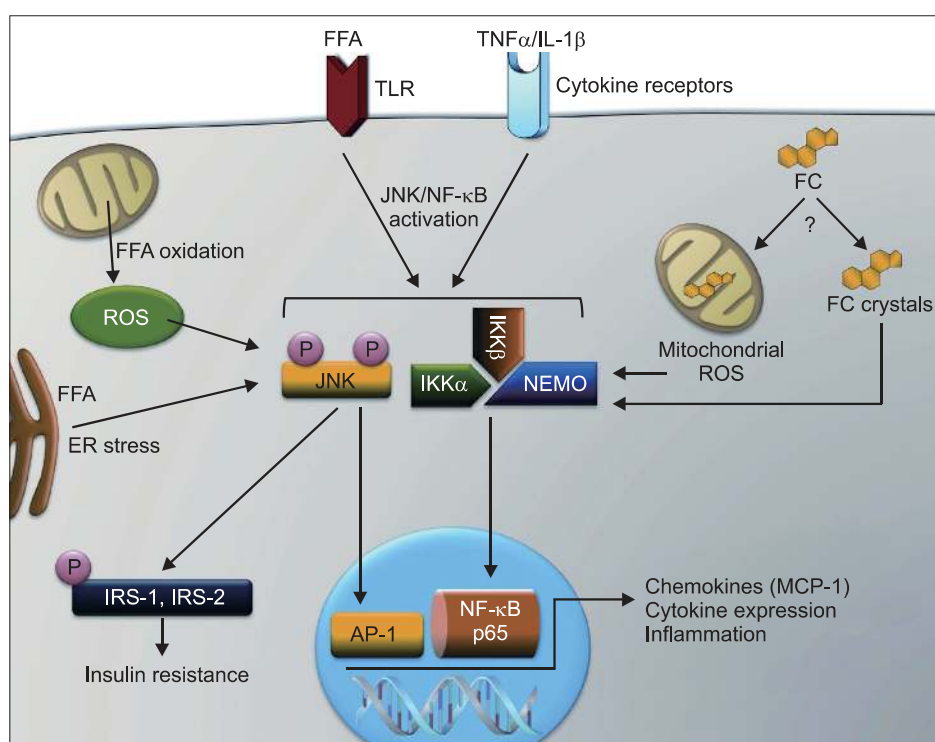 FFA
TNFα/IL-1β
TLR
Cytokine receptors
JNK/NF-κB
activation
FC
?
FFA oxidation
ROS
FC crystals
Mitochondrial
ROS
P
P
JNK
IKKα
IKKβ
NEMO
FFA
ER stress
P
IRS-1, IRS-2
Insulin resistance
AP-1
NF-κB
p65
Chemokines (MCP-1)
Cytokine expression
Inflammation